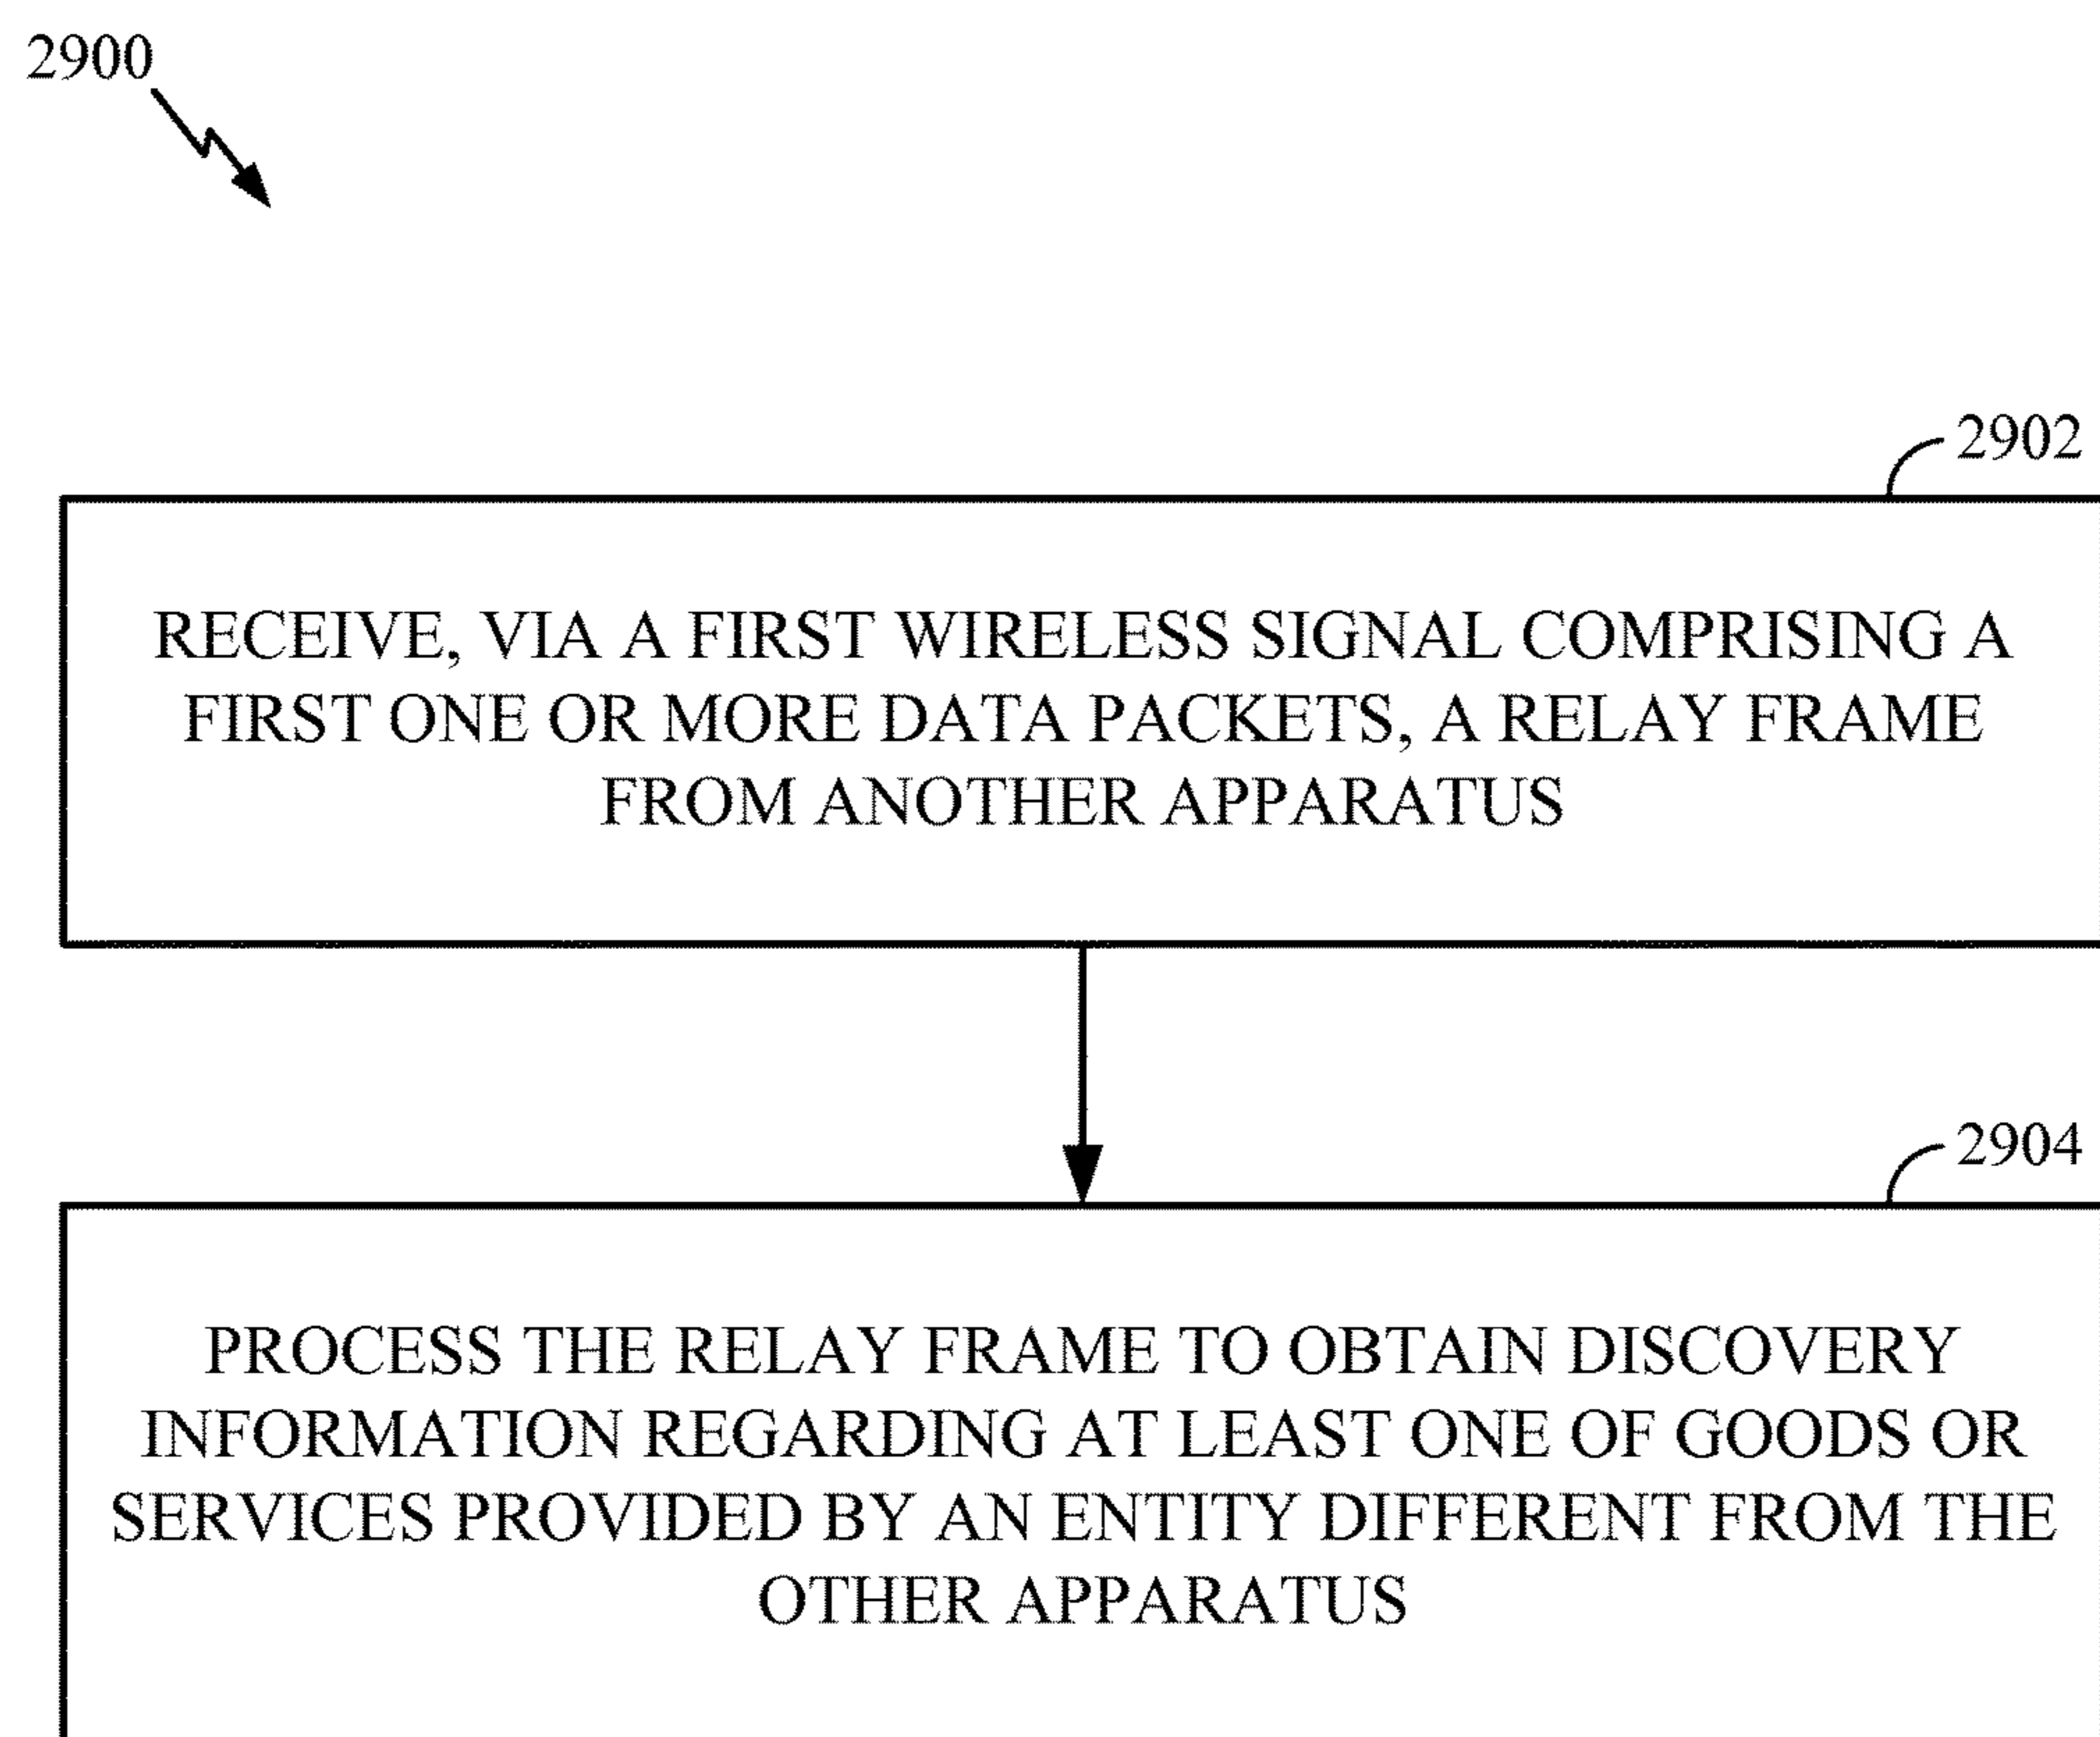 2900
2902
RECEIVE, VIA A FIRST WIRELESS SIGNAL COMPRISING A
FIRST ONE OR MORE DATA PACKETS, A RELAY FRAME
FROM ANOTHER APPARATUS
2904
PROCESS THE RELAY FRAME TO OBTAIN DISCOVERY
INFORMATION REGARDING AT LEAST ONE OF GOODS OR
SERVICES PROVIDED BY AN ENTITY DIFFERENT FROM THE
OTHER APPARATUS